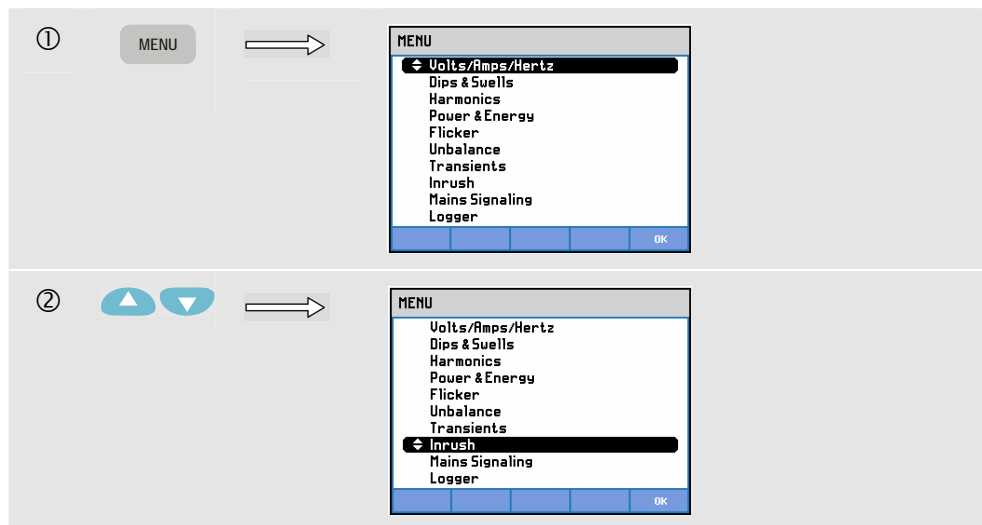 ①
MENU
MENU
Volts/Amps/Hertz
Dips & Swells
Harmonics
Power & Energy
Flicker
Unbalance
Transients
Inrush
Mains Signaling
Logger
OK
②
MENU
Volts/Amps/Hertz
Dips & Swells
Harmonics
Power & Energy
Flicker
Unbalance
Transients
Inrush
Mains Signaling
Logger
OK